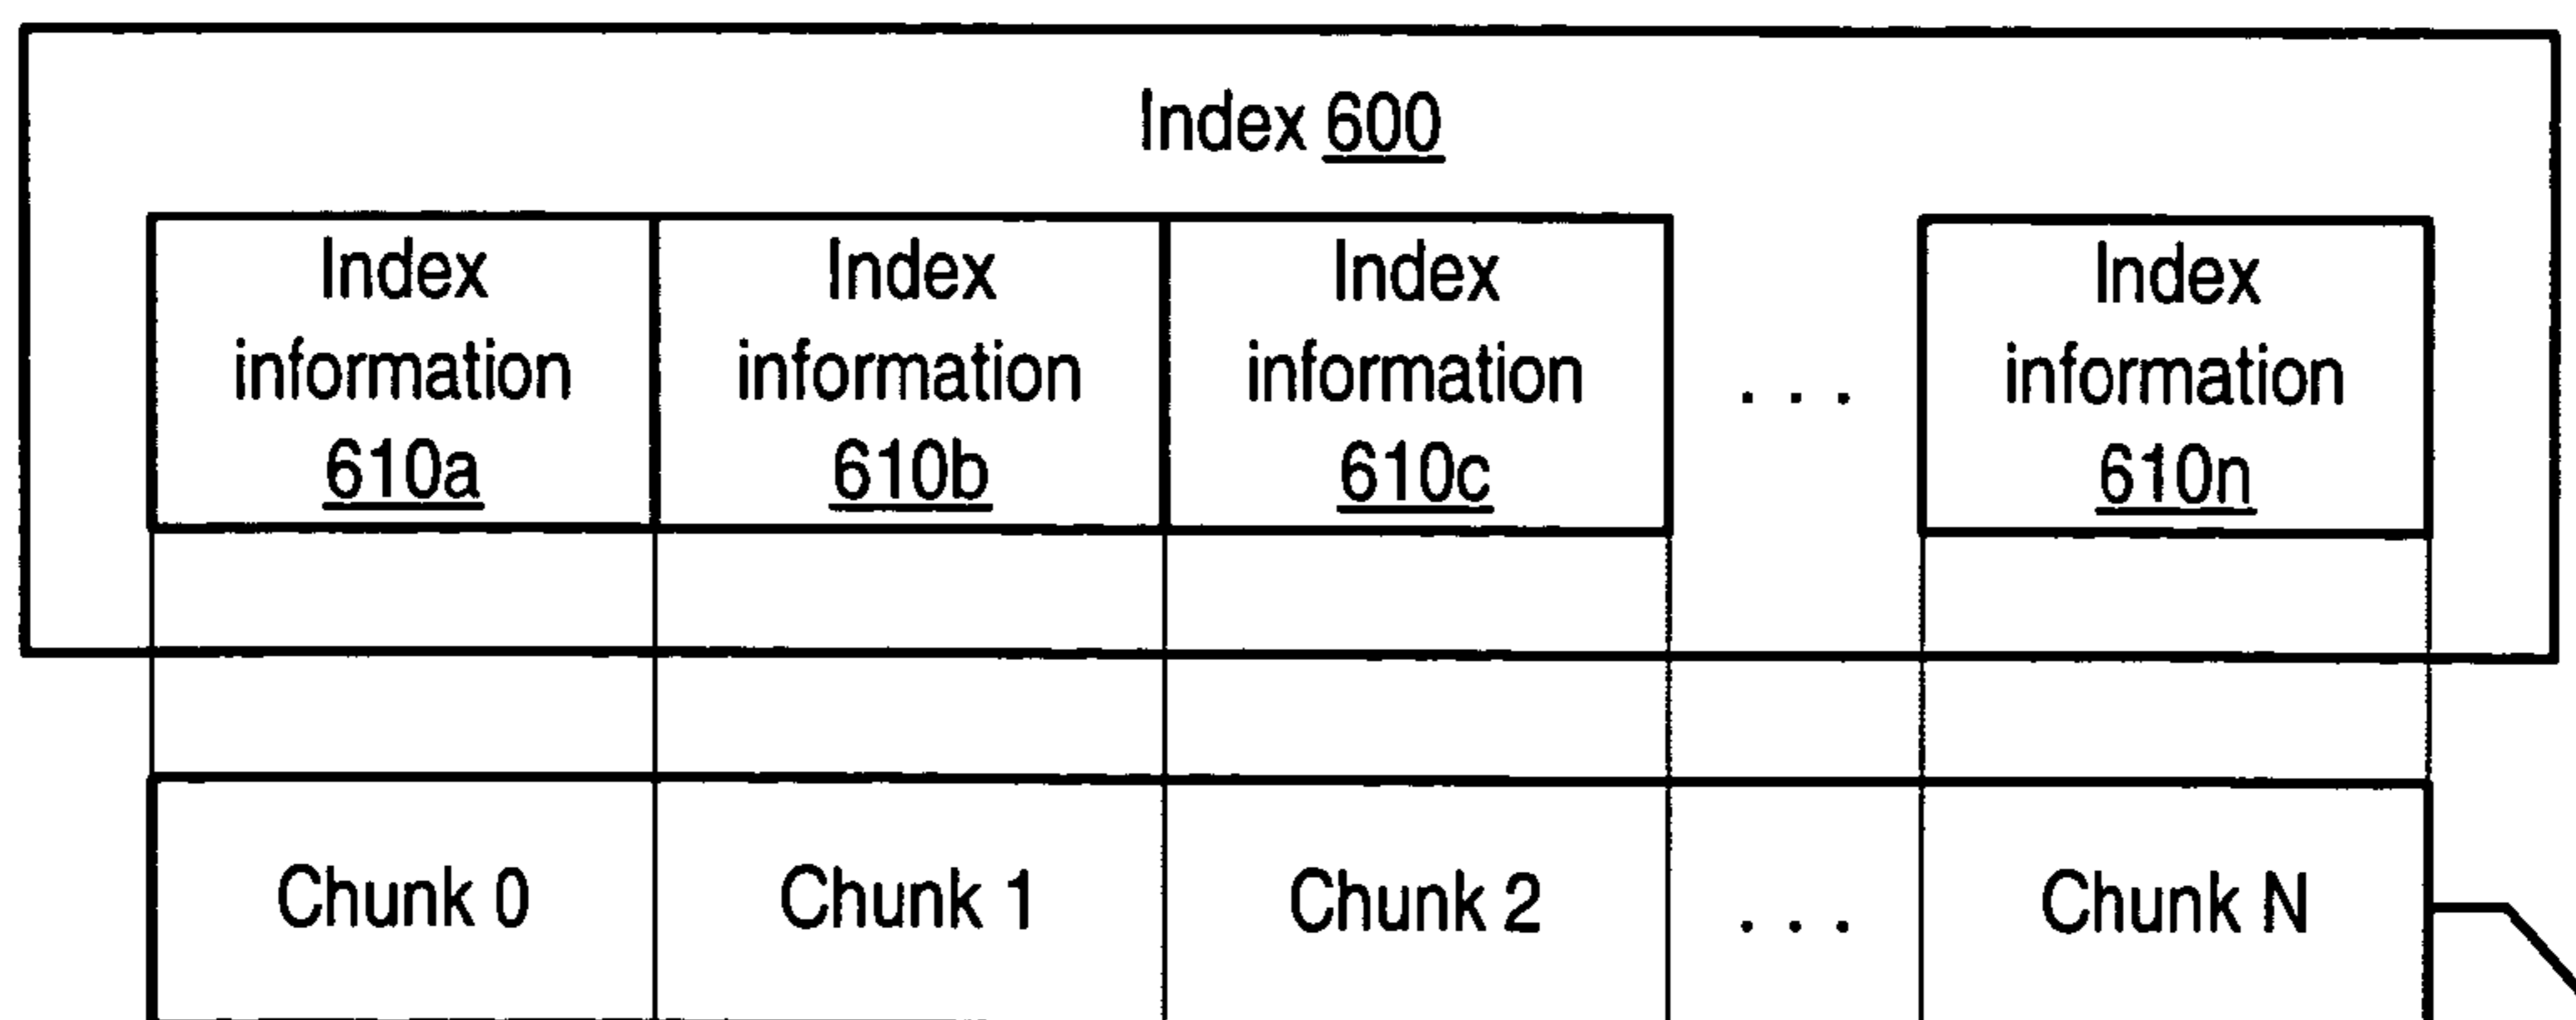 Index 600
Index information 610a
Index information 610b
Index information 610c
. . .
Index information 610n
Chunk 0
Chunk 1
Chunk 2
. . .
Chunk N